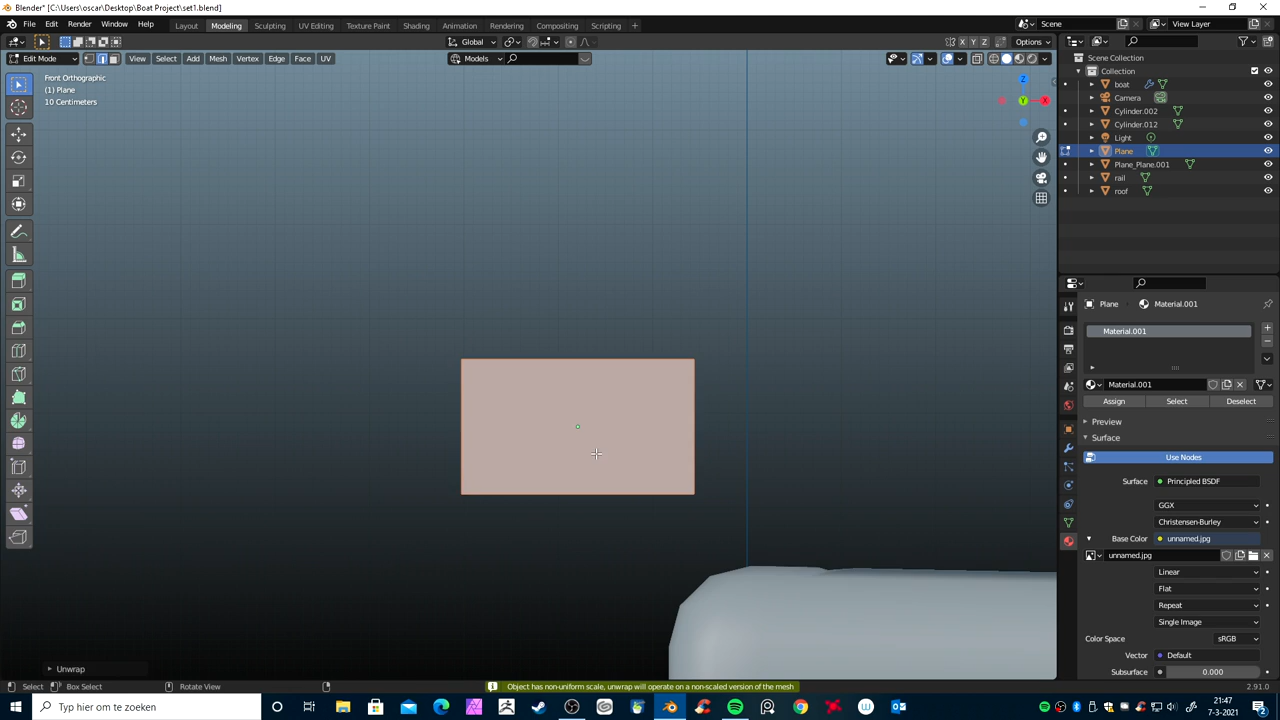 Blender* [C:\Users\oscar\Desktop\Boat Project\set1.blend]
File Edit Render Window Help Layout Modeling Sculpting UV Editing Texture Paint Shading Animation Rendering Compositing Scripting Scene View Layer
Global X Y Z Options
Edit Mode View Select Add Mesh Vertex Edge Face UV Models
Front Orthographic
(1) Plane
10 Centimeters
Z
Y
X
Scene Collection
Collection
boat
Camera
Cylinder.002
Cylinder.012
Light
Plane
Plane_Plane.001
rail
roof
Plane Material.001
Material.001
Material.001
Assign Select Deselect
Preview
Surface
Use Nodes
Surface Principled BSDF
GGX
Christensen-Burley
Base Color unnamed.jpg
unnamed.jpg
Linear
Flat
Repeat
Single Image
Color Space sRGB
Vector Default
Subsurface 0.000
Unwrap
Select Box Select Rotate View Object has non-uniform scale, unwrap will operate on a non-scaled version of the mesh 2.91.0
Typ hier om te zoeken
21:47
7-3-2021